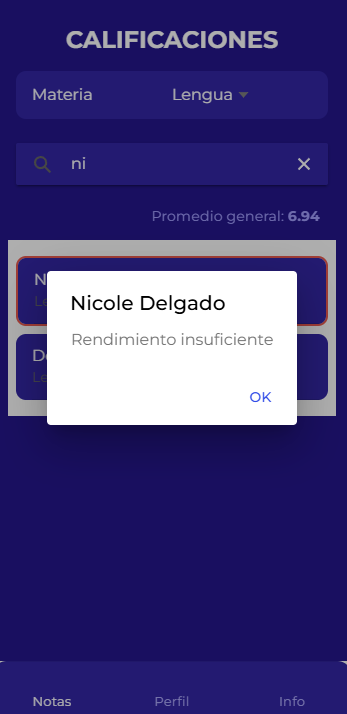 CALIFICACIONES
Materia Lengua
ni
Promedio general: 6.94
Nicole Delgado
Rendimiento insuficiente
OK
Notas Perfil Info